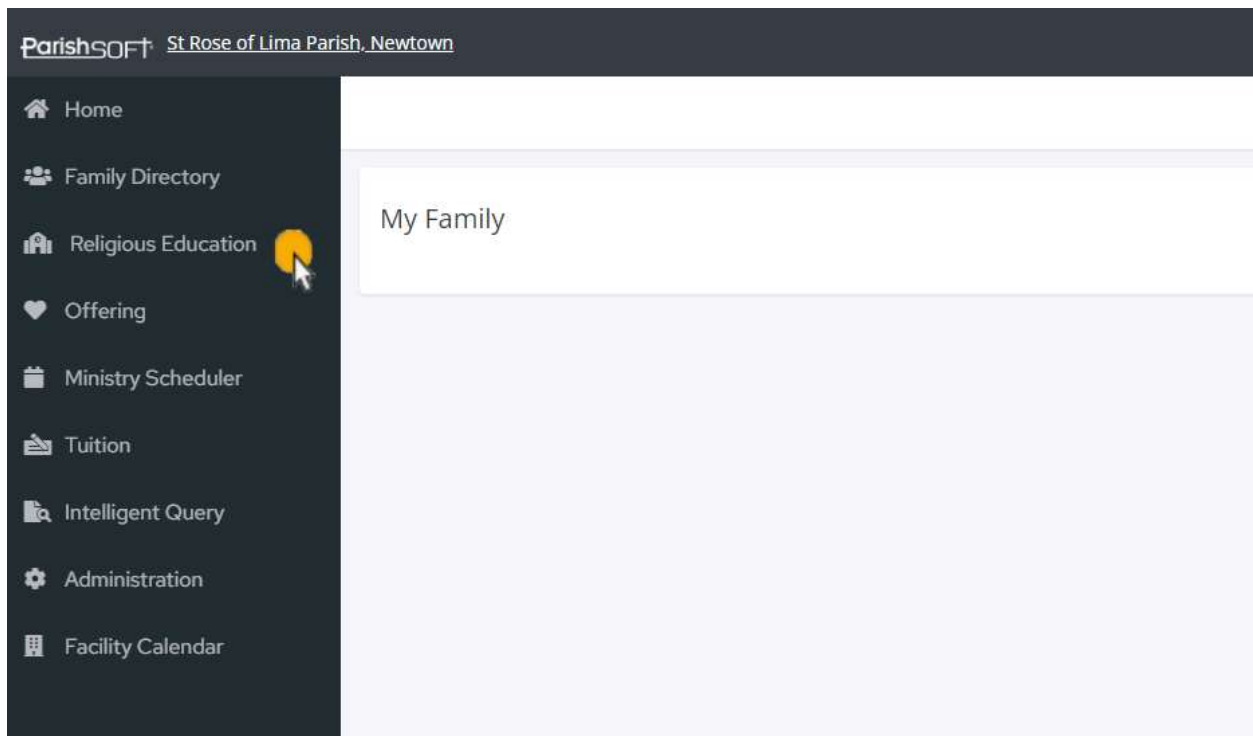 ParishSOFT St Rose of Lima Parish, Newtown
Home
Family Directory
Religious Education
Offering
Ministry Scheduler
Tuition
Intelligent Query
Administration
Facility Calendar
My Family